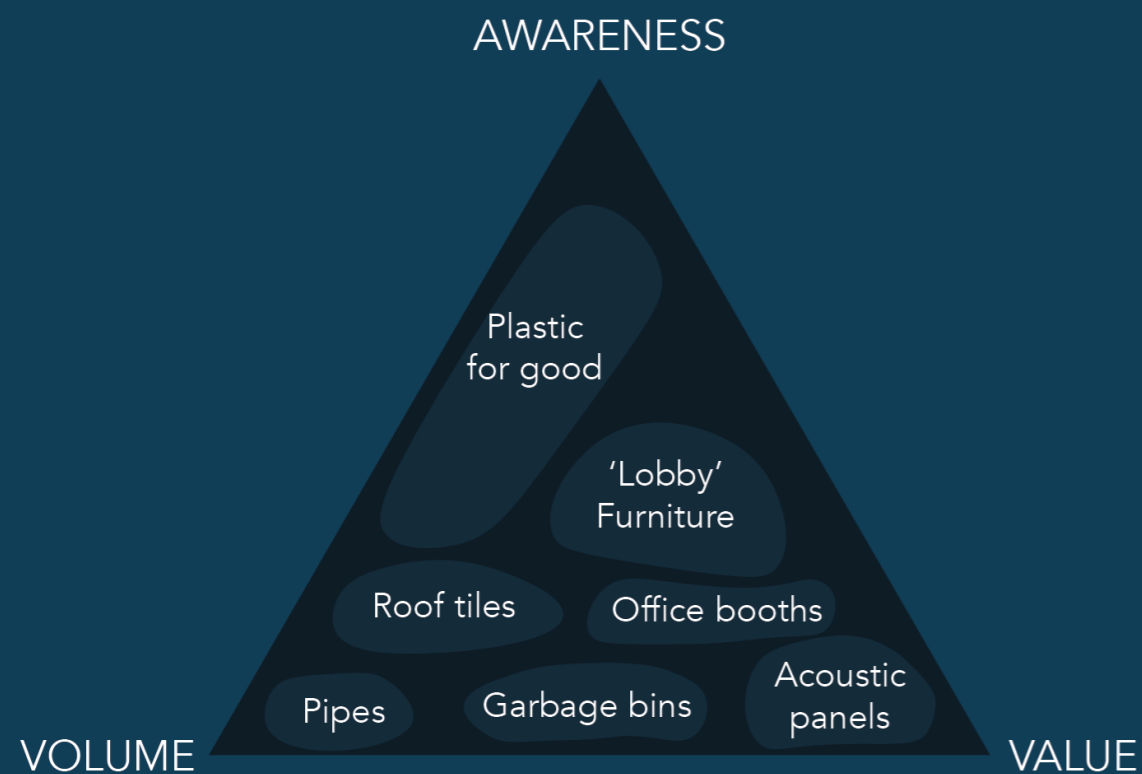 AWARENESS
Plastic
for good
‘Lobby’
Furniture
Roof tiles
Office booths
Acoustic
panels
Pipes
Garbage bins
VOLUME
VALUE